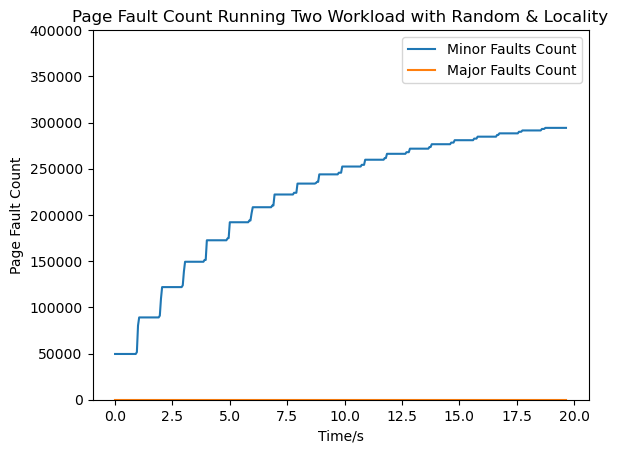 Page Fault Count Running Two Workload with Random & Locality
400000
350000
300000
250000
200000
150000
100000
50000
0
Page Fault Count
Minor Faults Count
Major Faults Count
0.0 2.5 5.0 7.5 10.0 12.5 15.0 17.5 20.0
Time/s